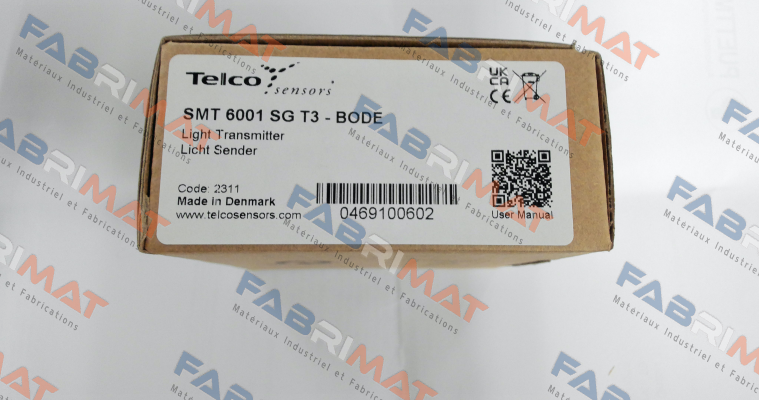 Telco sensors
SMT 6001 SG T3 - BODE
Light Transmitter
Licht Sender
Code: 2311
Made in Denmark
www.telcosensors.com
0469100602
UK
CA
CE
User Manual
FABRIMAT
Matériaux Industriel et Fabrications